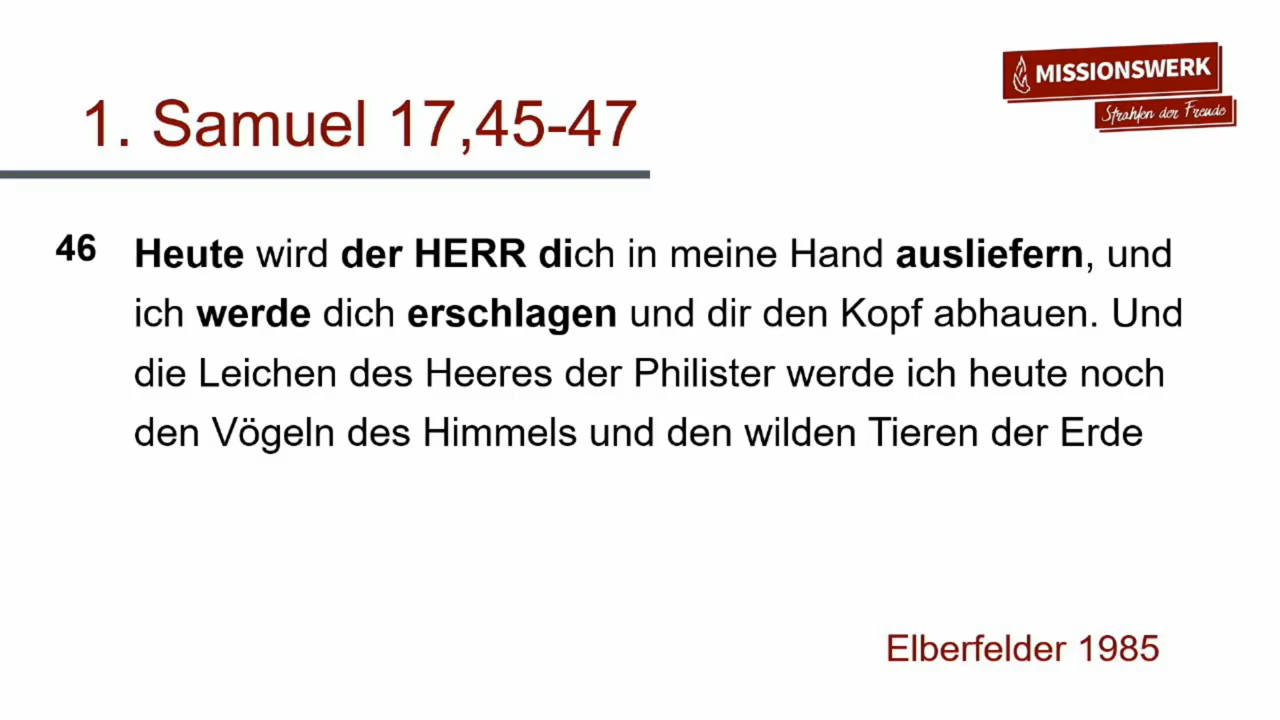 MISSIONSWERK
Strahlen der Freude
1. Samuel 17,45-47
46 Heute wird der HERR dich in meine Hand ausliefern, und
ich werde dich erschlagen und dir den Kopf abhauen. Und
die Leichen des Heeres der Philister werde ich heute noch
den Vögeln des Himmels und den wilden Tieren der Erde
Elberfelder 1985